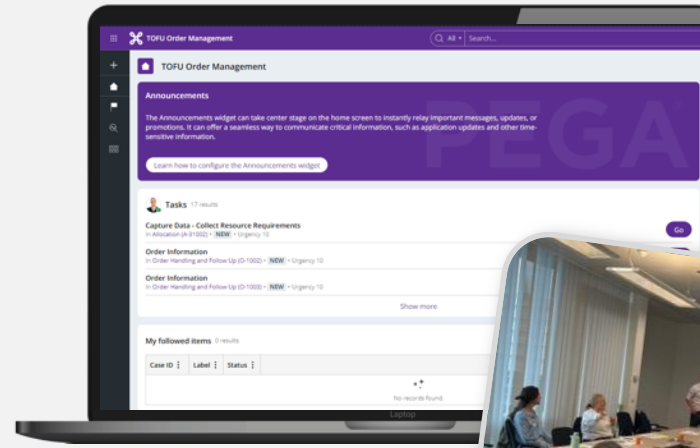 TOFU Order Management
All
Search...
TOFU Order Management
Announcements
The Announcements widget can take center stage on the home screen to instantly relay important messages, updates, or
promotions. It can offer a seamless way to communicate critical information, such as application updates and other time-
sensitive information.
PEGA
Learn how to configure the Announcements widget
Tasks 17 results
Capture Data - Collect Resource Requirements
In Allocation (A-31002) • NEW • Urgency 10
Go
Order Information
In Order Handling and Follow Up (O-1002) • NEW • Urgency 10
Order Information
In Order Handling and Follow Up (O-1003) • NEW • Urgency 10
Show more
My followed items 0 results
Case ID Label Status
No records found.
Laptop